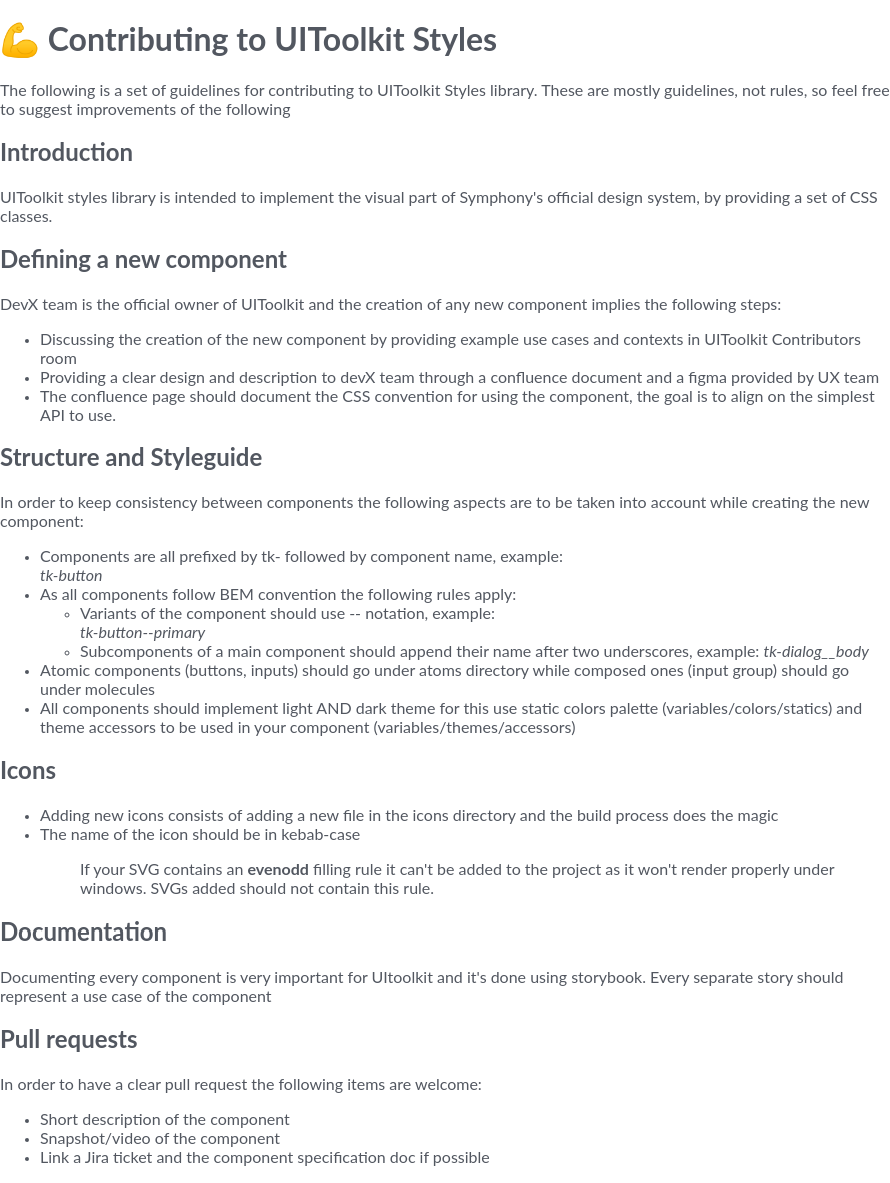 💪 Contributing to UIToolkit Styles
The following is a set of guidelines for contributing to UIToolkit Styles library. These are mostly guidelines, not rules, so feel free
to suggest improvements of the following
Introduction
UIToolkit styles library is intended to implement the visual part of Symphony's official design system, by providing a set of CSS
classes.
Defining a new component
DevX team is the official owner of UIToolkit and the creation of any new component implies the following steps:
• Discussing the creation of the new component by providing example use cases and contexts in UIToolkit Contributors
room
• Providing a clear design and description to devX team through a confluence document and a figma provided by UX team
• The confluence page should document the CSS convention for using the component, the goal is to align on the simplest
API to use.
Structure and Styleguide
In order to keep consistency between components the following aspects are to be taken into account while creating the new
component:
• Components are all prefixed by tk- followed by component name, example:
tk-button
• As all components follow BEM convention the following rules apply:
◦ Variants of the component should use -- notation, example:
tk-button--primary
◦ Subcomponents of a main component should append their name after two underscores, example: tk-dialog__body
• Atomic components (buttons, inputs) should go under atoms directory while composed ones (input group) should go
under molecules
• All components should implement light AND dark theme for this use static colors palette (variables/colors/statics) and
theme accessors to be used in your component (variables/themes/accessors)
Icons
• Adding new icons consists of adding a new file in the icons directory and the build process does the magic
• The name of the icon should be in kebab-case
If your SVG contains an evenodd filling rule it can't be added to the project as it won't render properly under
windows. SVGs added should not contain this rule.
Documentation
Documenting every component is very important for UItoolkit and it's done using storybook. Every separate story should
represent a use case of the component
Pull requests
In order to have a clear pull request the following items are welcome:
• Short description of the component
• Snapshot/video of the component
• Link a Jira ticket and the component specification doc if possible